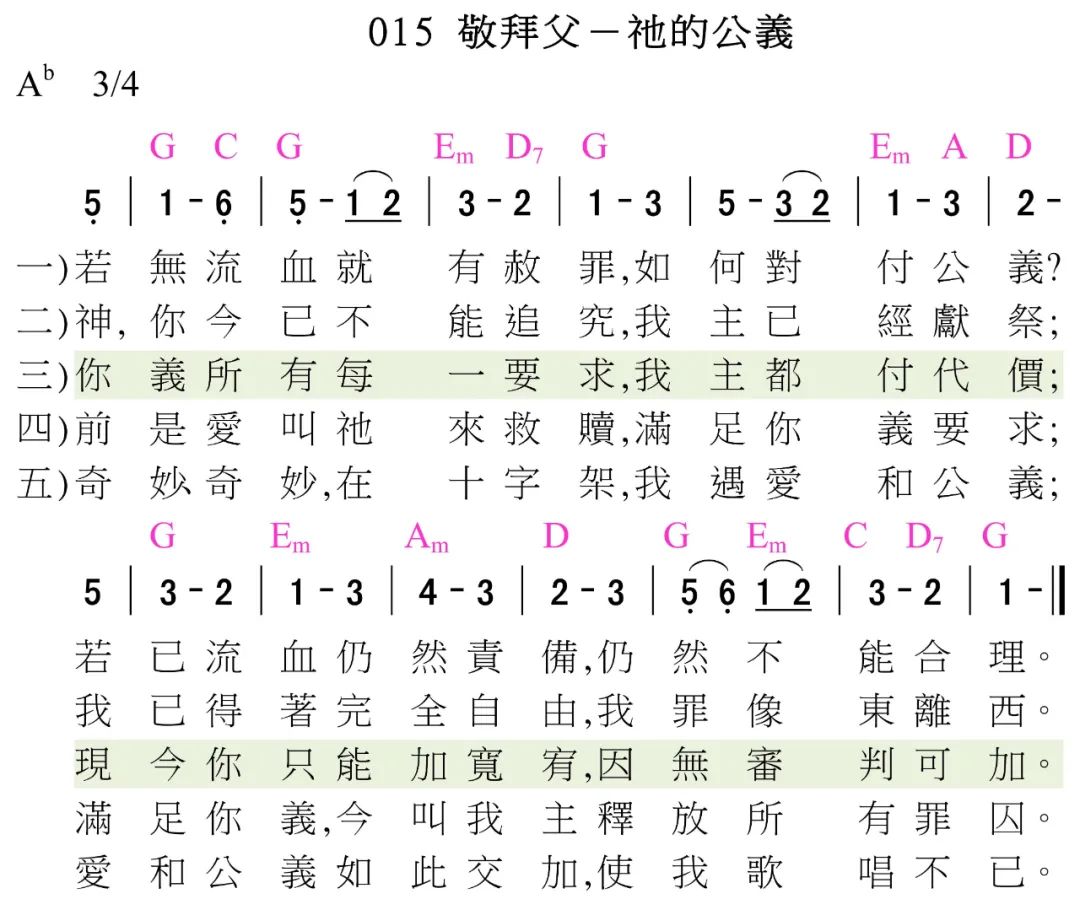 015 敬拜父－祂的公義
A♭ 3/4
G C G Em D7 G Em A D
5̣ | 1 - 6̣ | 5̣ - 1 2 | 3 - 2 | 1 - 3 | 5 - 3 2 | 1 - 3 | 2 -
一)若無流血就有赦罪,如何對付公義?
二)神,你今已不能追究,我主已經獻祭;
三)你義所有每一要求,我主都付代價;
四)前是愛叫祂來救贖,滿足你義要求;
五)奇妙、奇妙,在十字架,我遇愛和公義;
G Em Am D G Em C D7 G
5 | 3 - 2 | 1 - 3 | 4 - 3 | 2 - 3 | 5̣ 6̣ 1 2 | 3 - 2 | 1 - ‖
若已流血仍然責備,仍然不能合理。
我已得著完全自由,我罪像東離西。
現今你只能加寬宥,因無審判可加。
滿足你義,今叫我主釋放所有罪囚。
愛和公義如此交加,使我歌唱不已。